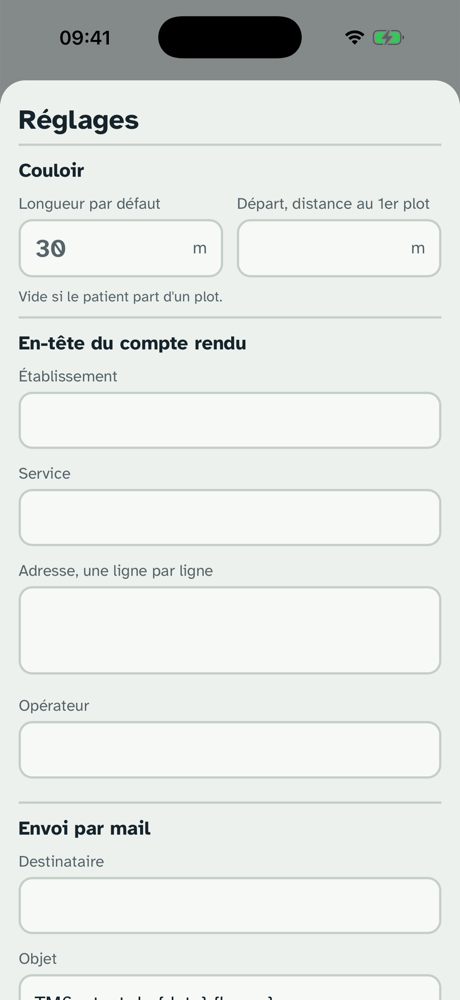 09:41
Réglages
Couloir
Longueur par défaut
Départ, distance au 1er plot
30 m
m
Vide si le patient part d'un plot.
En-tête du compte rendu
Établissement
Service
Adresse, une ligne par ligne
Opérateur
Envoi par mail
Destinataire
Objet